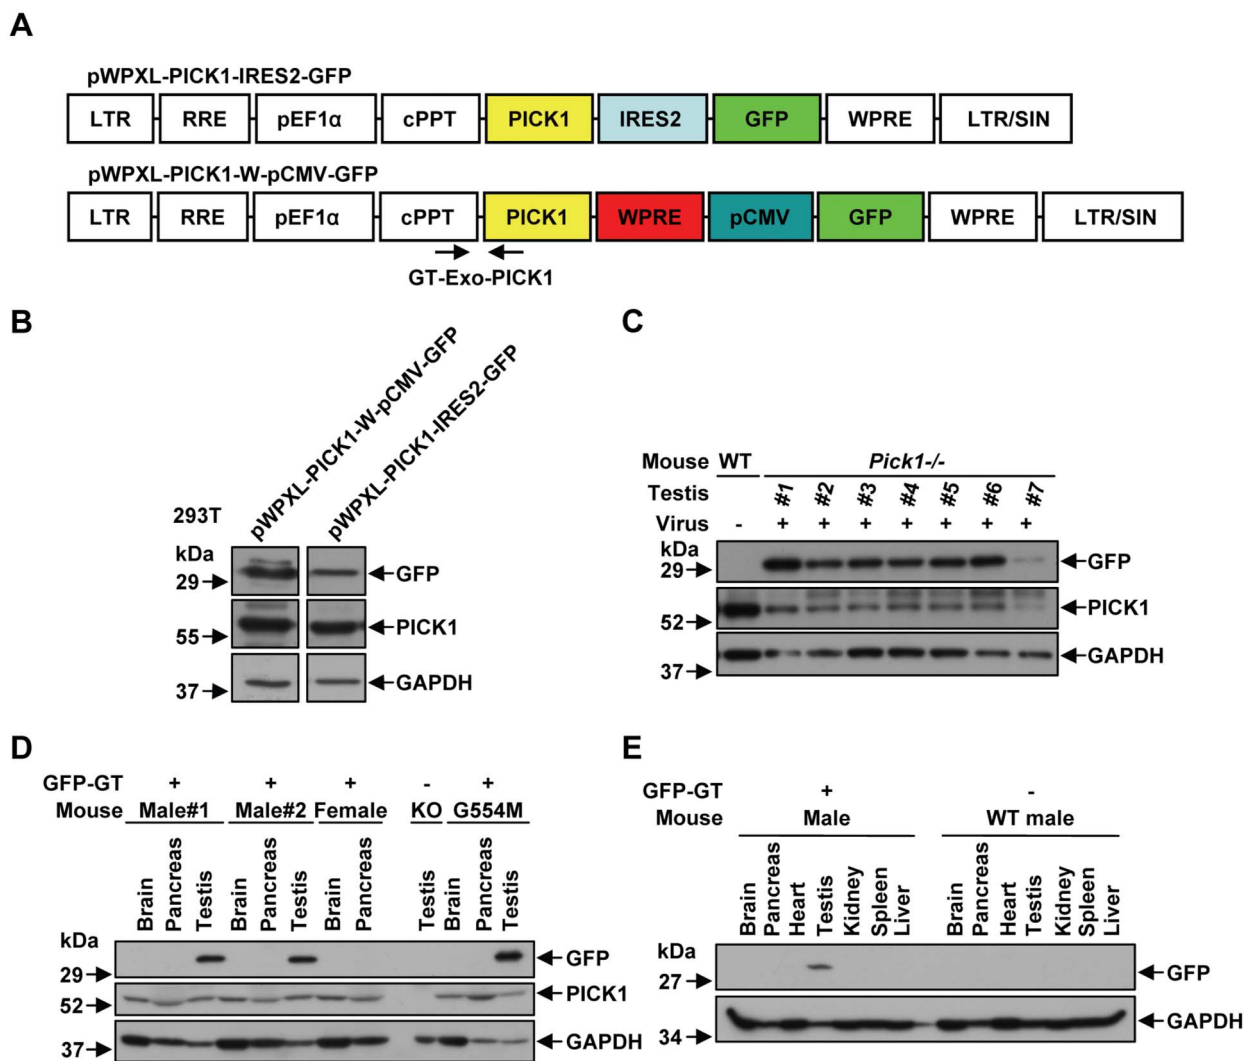 A
pWPXL-PICK1-IRES2-GFP
LTR RRE pEF1α cPPT PICK1 IRES2 GFP WPRE LTR/SIN
pWPXL-PICK1-W-pCMV-GFP
LTR RRE pEF1α cPPT PICK1 WPRE pCMV GFP WPRE LTR/SIN
GT-Exo-PICK1
B
pWPXL-PICK1-W-pCMV-GFP
pWPXL-PICK1-IRES2-GFP
293T
kDa
29
GFP
55
PICK1
37
GAPDH
C
Mouse WT Pick1-/-
Testis #1 #2 #3 #4 #5 #6 #7
Virus - + + + + + + +
kDa
29
GFP
52
PICK1
37
GAPDH
D
GFP-GT + + + - +
Mouse Male#1 Male#2 Female KO G554M
Brain Pancreas Testis Brain Pancreas Testis Brain Pancreas Testis Brain Pancreas Testis
kDa
29
GFP
52
PICK1
37
GAPDH
E
GFP-GT + -
Mouse Male WT male
Brain Pancreas Heart Testis Kidney Spleen Liver Brain Pancreas Heart Testis Kidney Spleen Liver
kDa
27
GFP
34
GAPDH